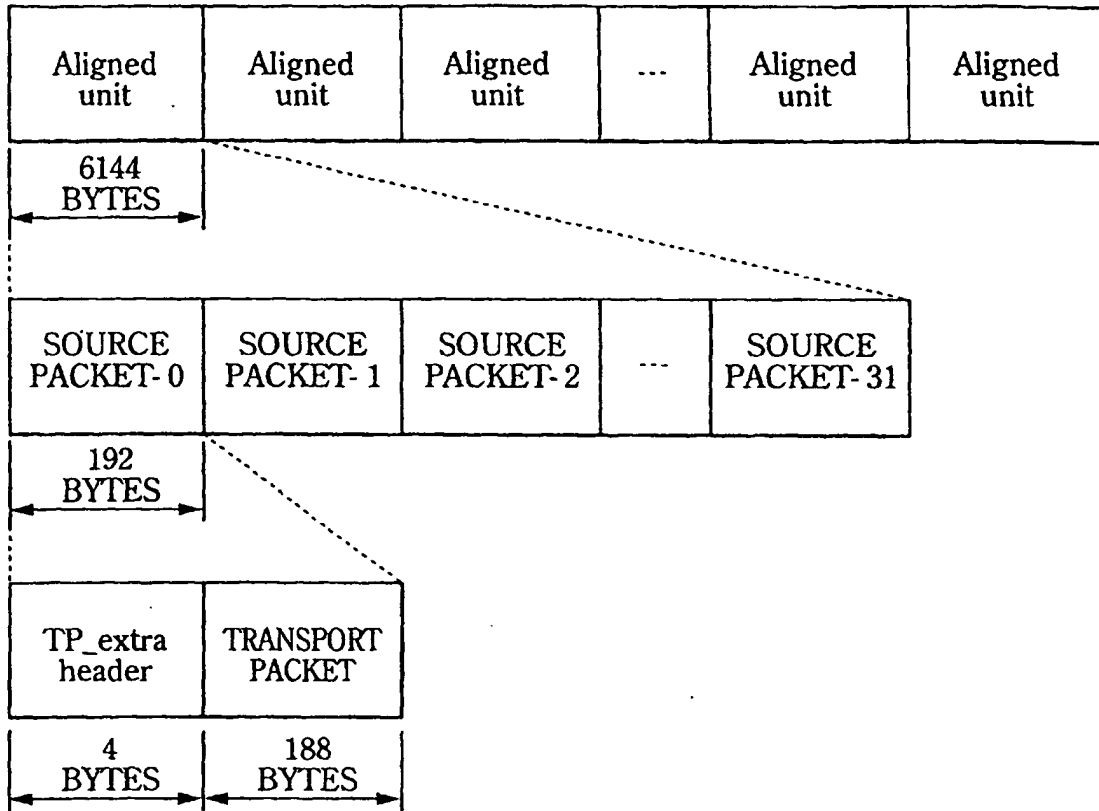 Aligned
unit
Aligned
unit
Aligned
unit
---
Aligned
unit
Aligned
unit
6144
BYTES
SOURCE
PACKET- 0
SOURCE
PACKET- 1
SOURCE
PACKET- 2
---
SOURCE
PACKET- 31
192
BYTES
TP_extra
header
TRANSPORT
PACKET
4
BYTES
188
BYTES